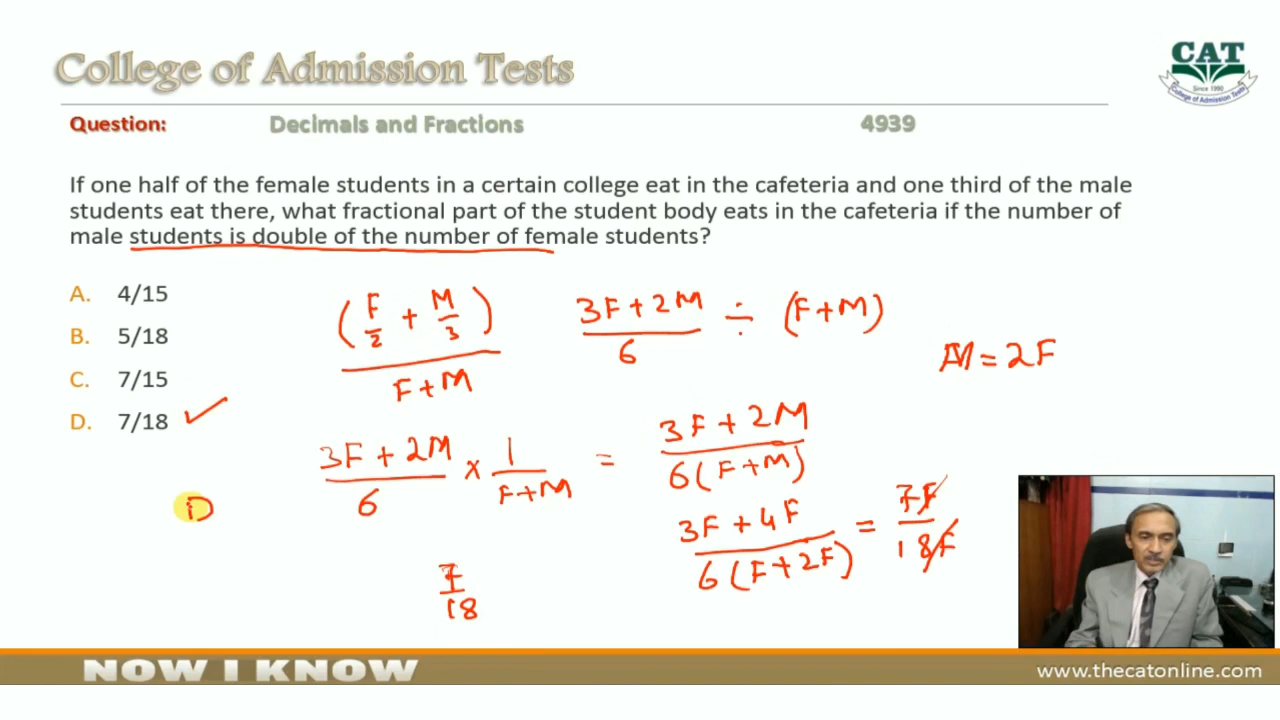 College of Admission Tests
CAT
Since 1990
College of Admission Tests
Question: Decimals and Fractions 4939
If one half of the female students in a certain college eat in the cafeteria and one third of the male
students eat there, what fractional part of the student body eats in the cafeteria if the number of
male students is double of the number of female students?
A. 4/15
B. 5/18
C. 7/15
D. 7/18
(F/2 + M/3) / F+M
3F+2M / 6 ÷ (F+M)
M=2F
3F+2M / 6 × 1 / F+M = 3F+2M / 6(F+M)
D
3F+4F / 6(F+2F) = 7F / 18F
7/18
NOW I KNOW
www.thecatonline.com